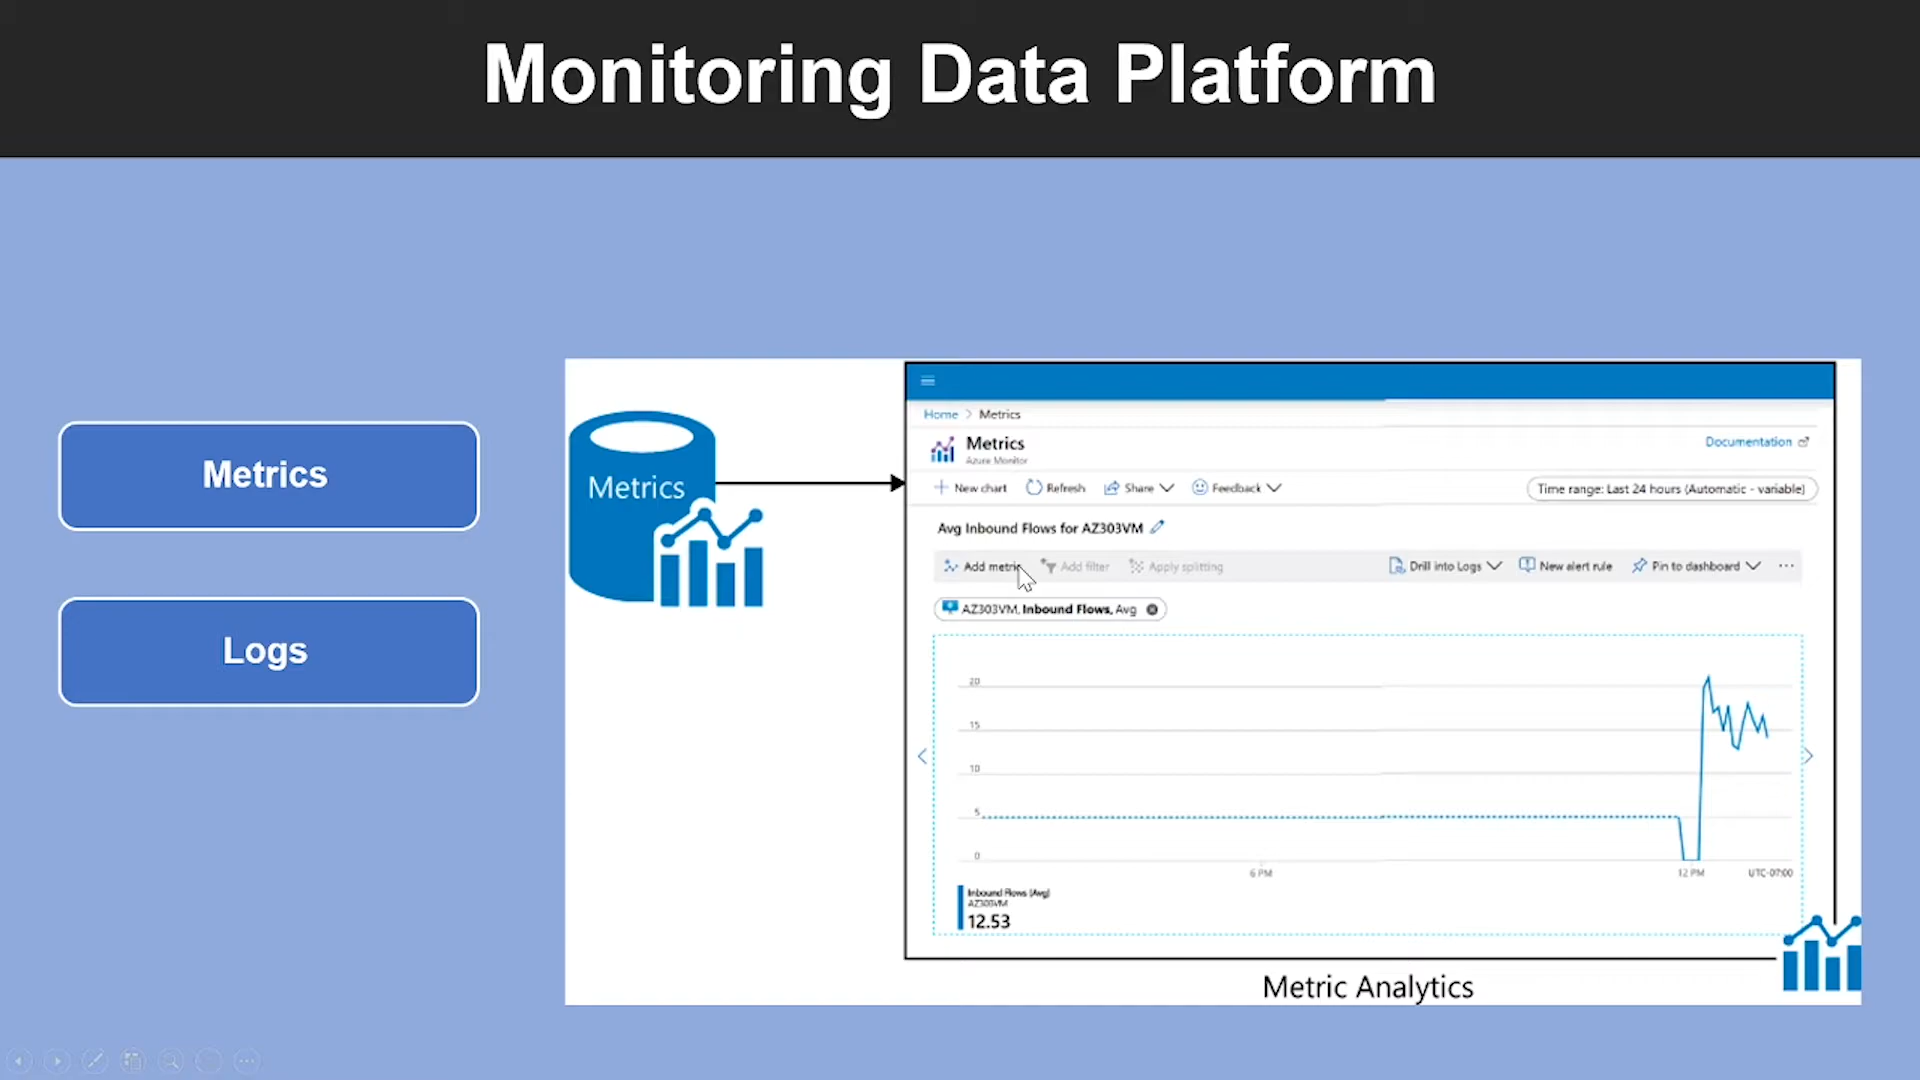 Monitoring Data Platform
Metrics
Logs
Metrics
Home > Metrics
Metrics
Azure Monitor
Documentation
New chart Refresh Share Feedback
Time range: Last 24 hours (Automatic - variable)
Avg Inbound Flows for AZ303VM
Add metric Add filter Apply splitting Drill into Logs New alert rule Pin to dashboard ...
AZ303VM, Inbound Flows, Avg
20
15
10
5
0
6 PM 12 PM UTC-07:00
Inbound Flows (Avg)
AZ303VM
12.53
Metric Analytics